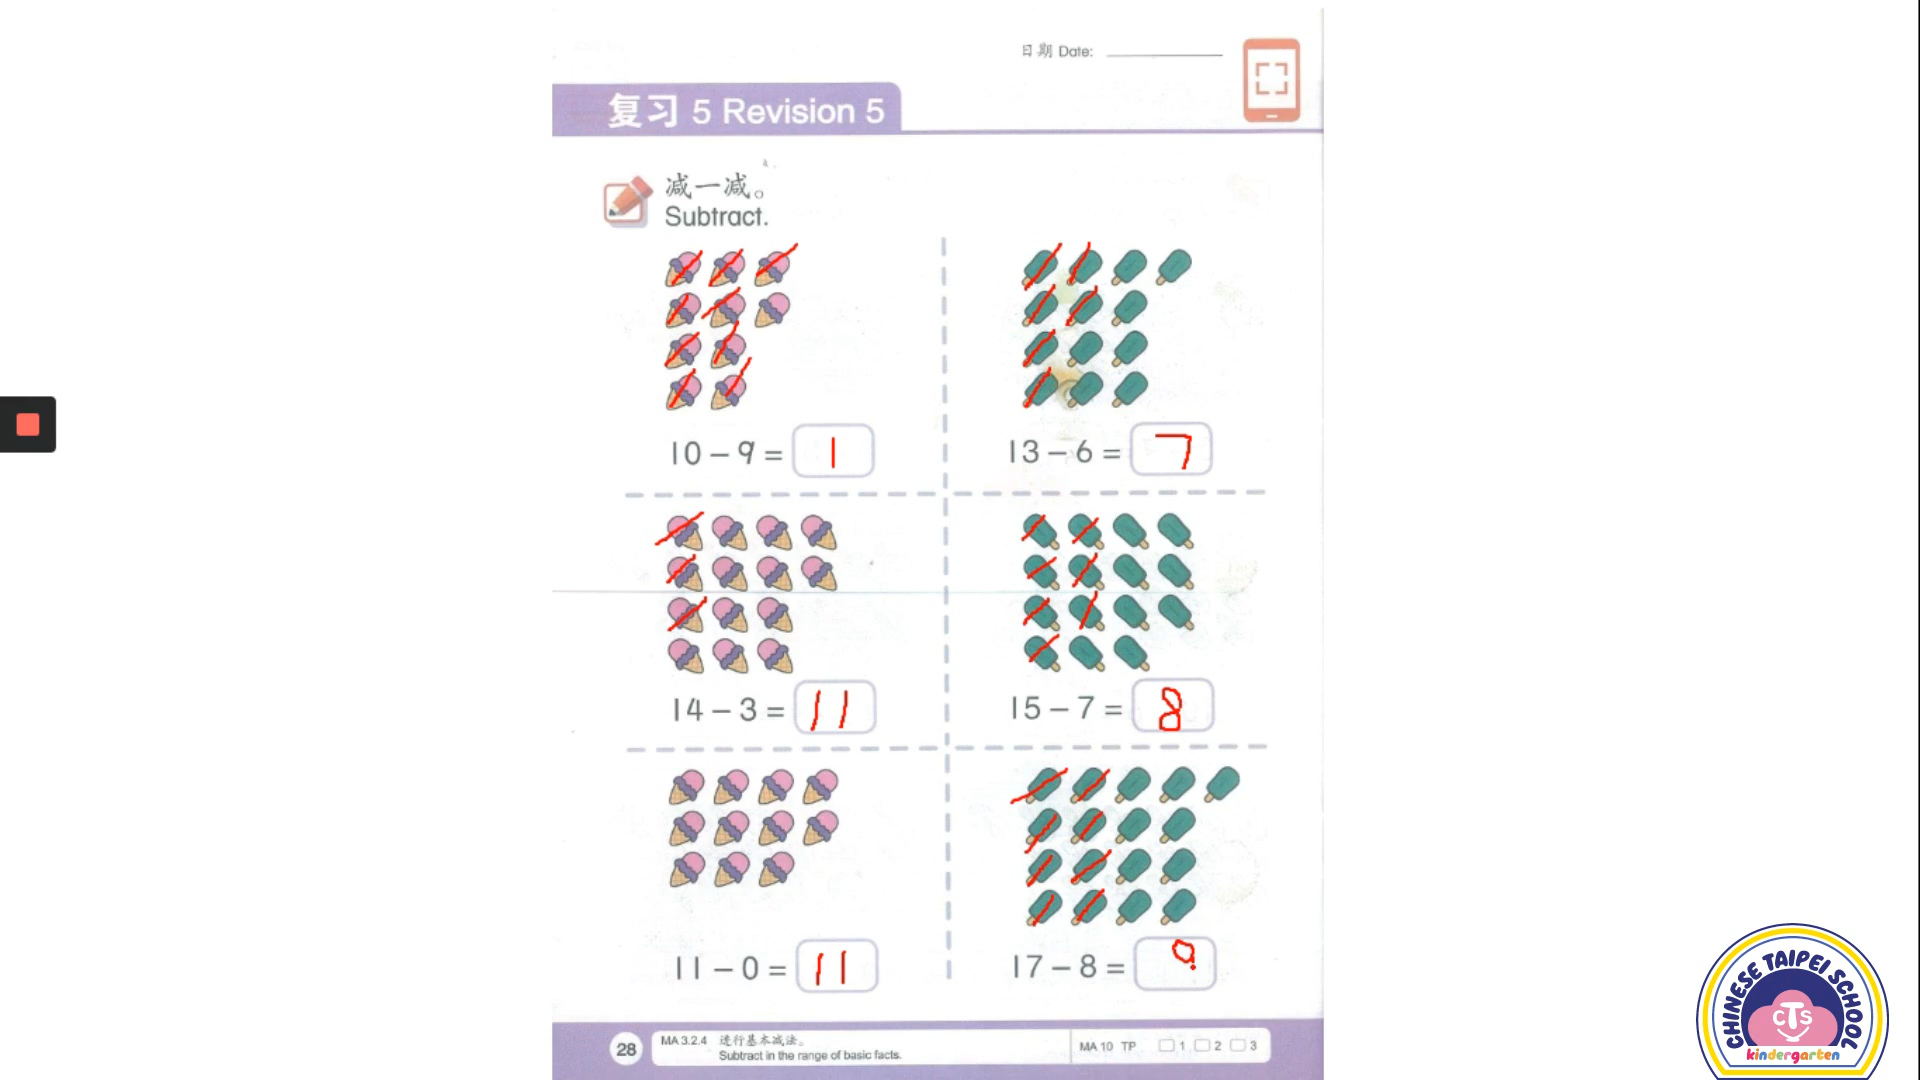 日期 Date:
复习 5 Revision 5
减一减。
Subtract.
10 – 9 = 1
13 – 6 = 7
14 – 3 = 11
15 – 7 = 8
11 – 0 = 11
17 – 8 = 9
28
MA 3.2.4 进行基本减法。
Subtract in the range of basic facts.
MA 10 TP 1 2 3
CHINESE TAIPEI SCHOOL
CTS
kindergarten